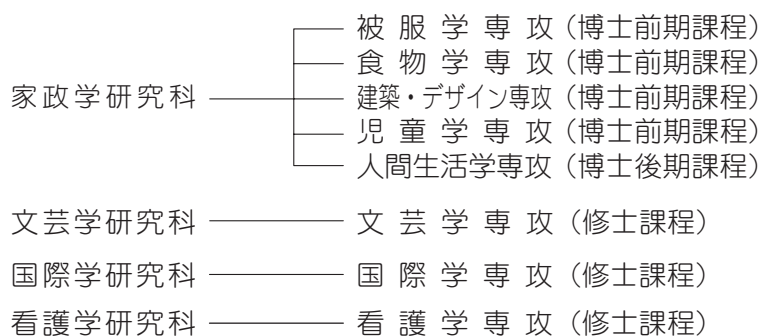 被服学専攻（博士前期課程）
食物学専攻（博士前期課程）
家政学研究科 建築・デザイン専攻（博士前期課程）
児童学専攻（博士前期課程）
人間生活学専攻（博士後期課程）
文芸学研究科 文芸学専攻（修士課程）
国際学研究科 国際学専攻（修士課程）
看護学研究科 看護学専攻（修士課程）